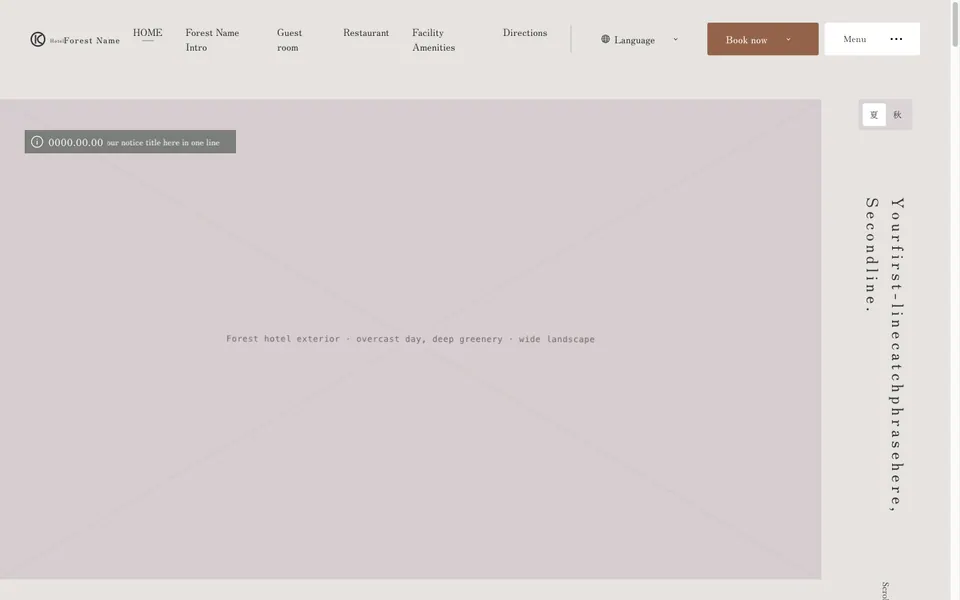 Hotel Forest Name
HOME
Forest Name
Intro
Guest
room
Restaurant
Facility
Amenities
Directions
Language
Book now
Menu
0000.00.00 our notice title here in one line
夏
秋
Forest hotel exterior · overcast day, deep greenery · wide landscape
Yourfirst-linecatchphrasehere,
Secondline.